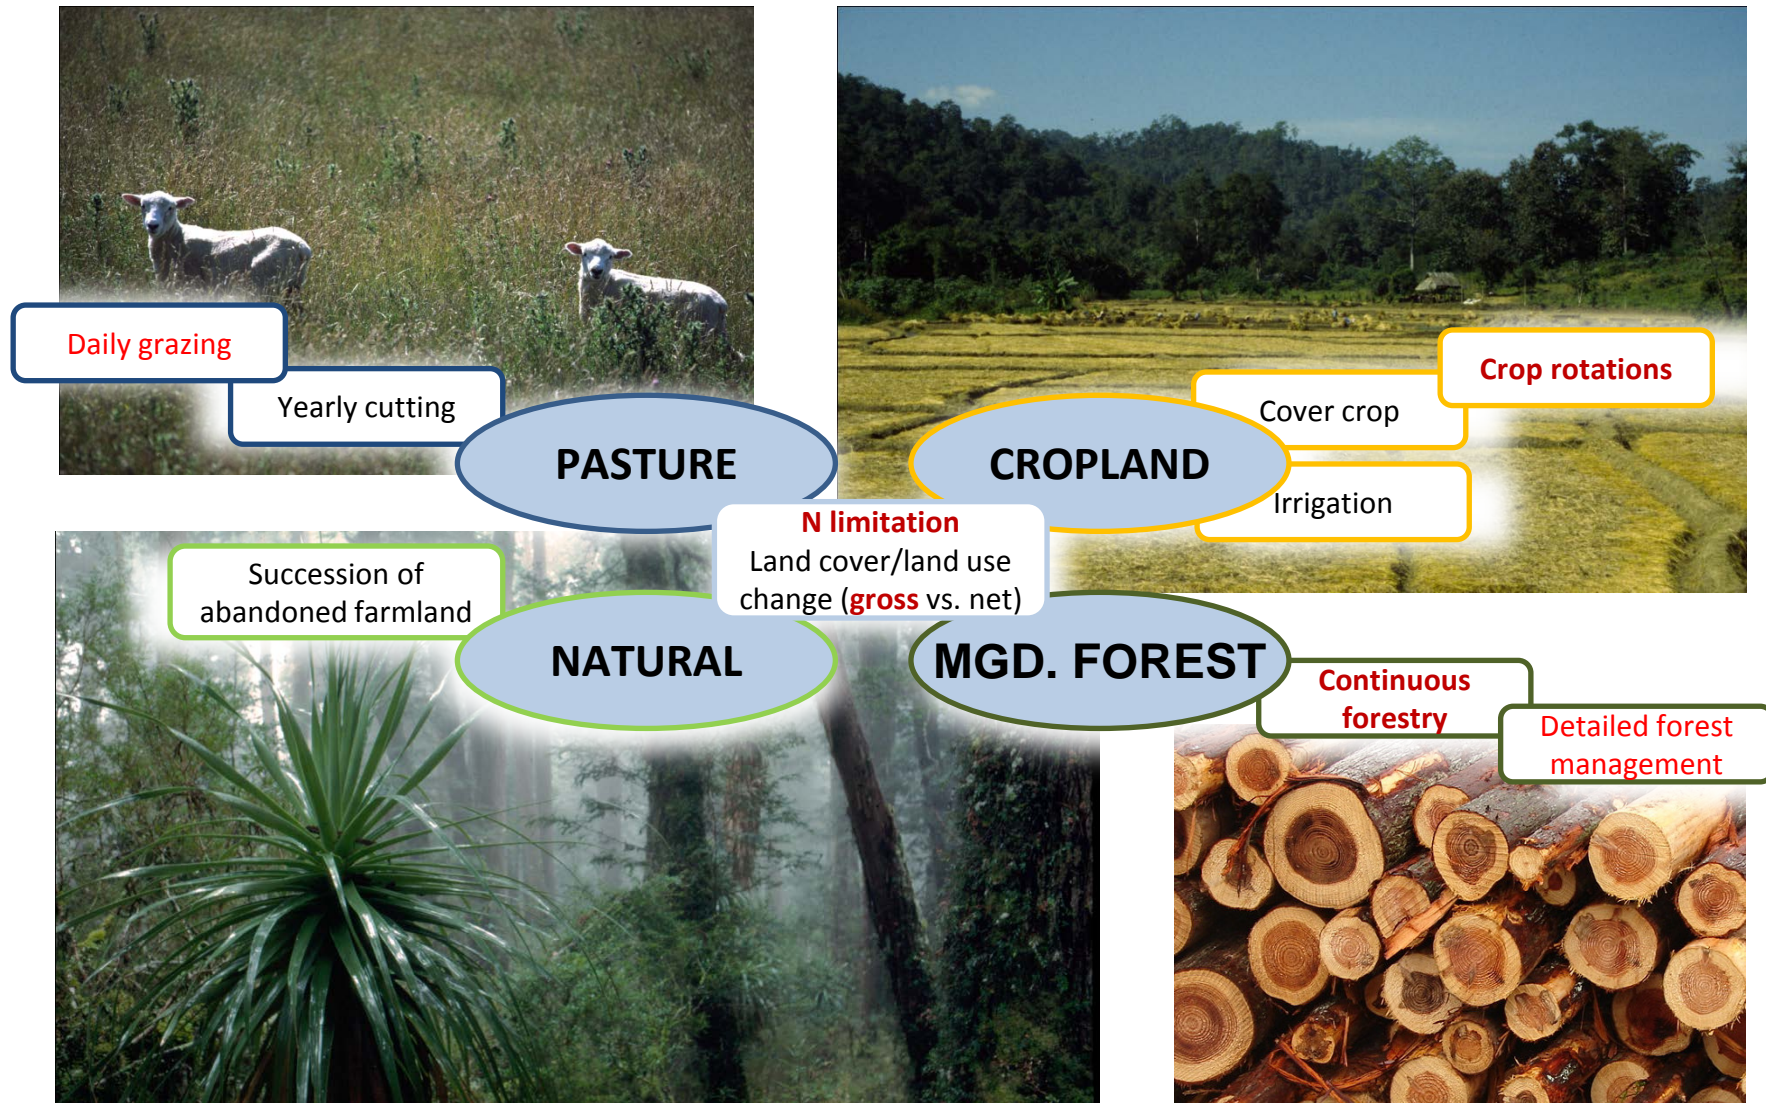 Daily grazing
Yearly cutting
PASTURE
Crop rotations
Cover crop
CROPLAND
Irrigation
N limitation
Land cover/land use
change (gross vs. net)
Succession of
abandoned farmland
NATURAL
MGD. FOREST
Continuous
forestry
Detailed forest
management